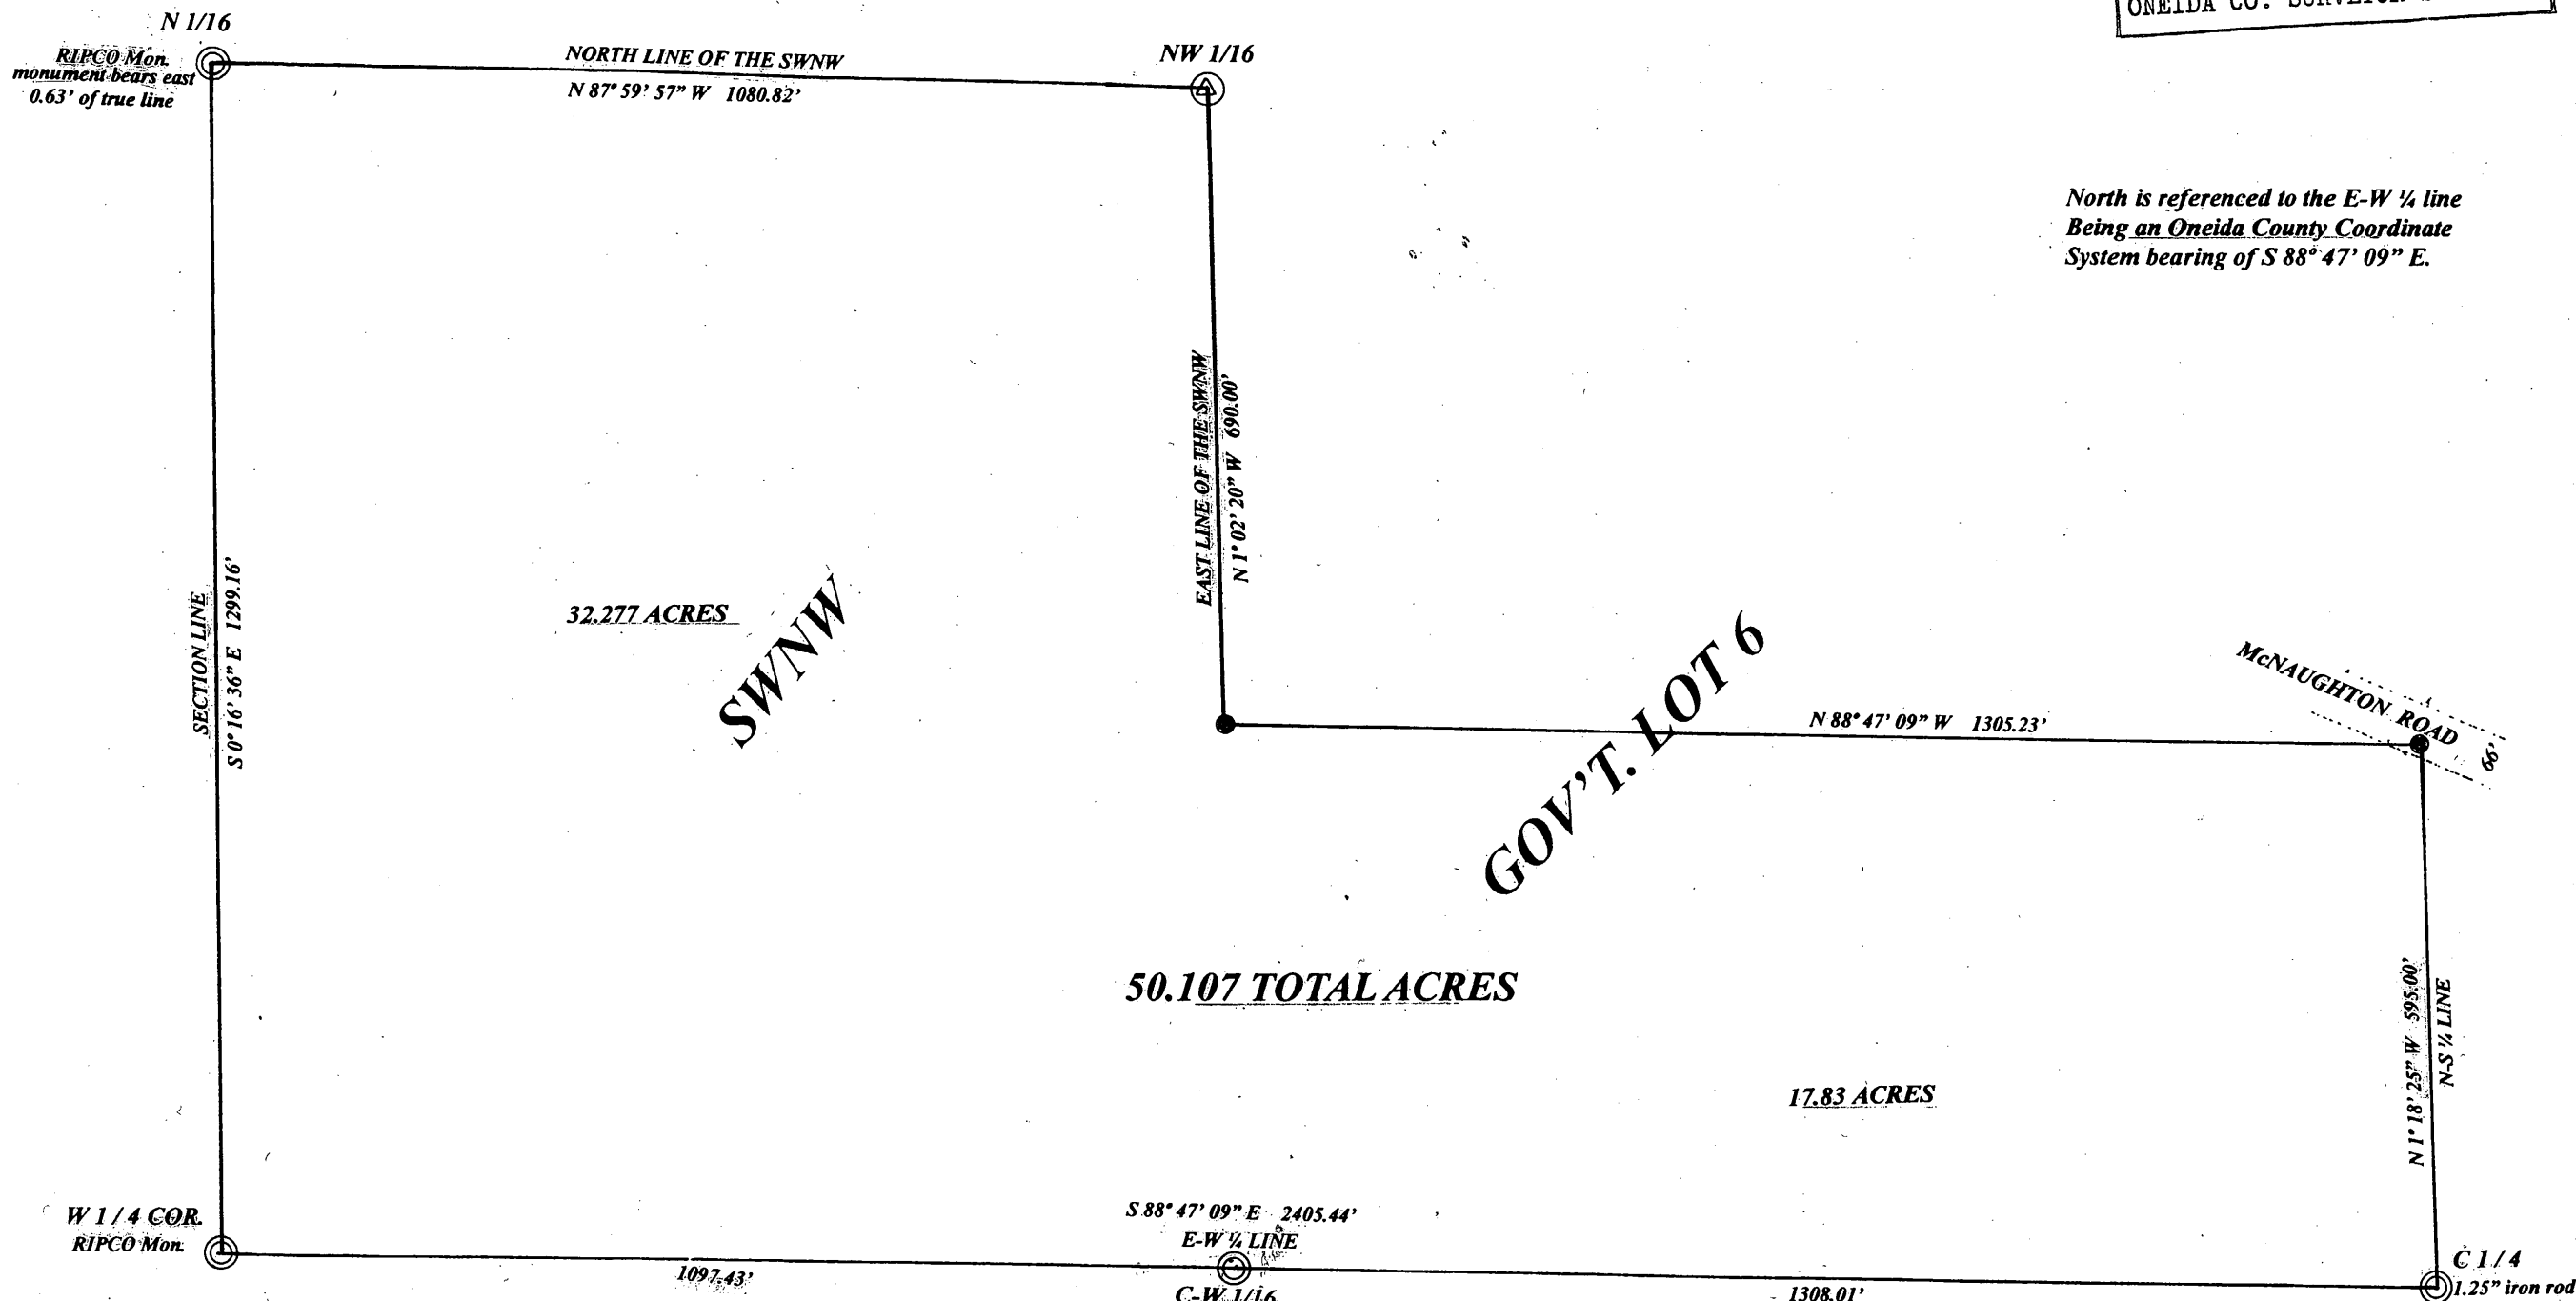 ONEIDA CO.
N 1/16
RIPCO Mon.
monument bears east
0.63' of true line
NORTH LINE OF THE SWNW
N 87° 59' 57" W 1080.82'
NW 1/16
North is referenced to the E-W ¼ line
Being an Oneida County Coordinate
System bearing of S 88° 47' 09" E.
EAST LINE OF THE SWNW
N 1° 02' 20" W 690.00'
SECTION LINE
S 0° 16' 36" E 1299.16'
32.277 ACRES
SWNW
GOV'T. LOT 6
McNAUGHTON ROAD
66'
N 88° 47' 09" W 1305.23'
50.107 TOTAL ACRES
17.83 ACRES
N 1° 18' 25" W 595.00'
N-S ¼ LINE
W 1/4 COR.
RIPCO Mon.
S 88° 47' 09" E 2405.44'
E-W ¼ LINE
1097.43'
C-W 1/16
1308.01'
C 1/4
1.25" iron rod